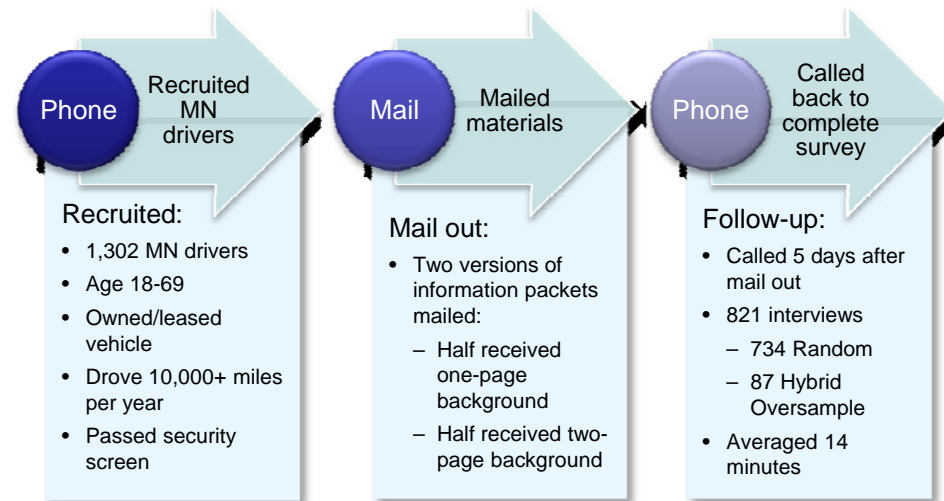 Phone
Recruited
MN
drivers
Recruited:
• 1,302 MN drivers
• Age 18-69
• Owned/leased
vehicle
• Drove 10,000+ miles
per year
• Passed security
screen
Mail
Mailed
materials
Mail out:
• Two versions of
information packets
mailed:
– Half received
one-page
background
– Half received two-
page background
Phone
Called
back to
complete
survey
Follow-up:
• Called 5 days after
mail out
• 821 interviews
– 734 Random
– 87 Hybrid
Oversample
• Averaged 14
minutes